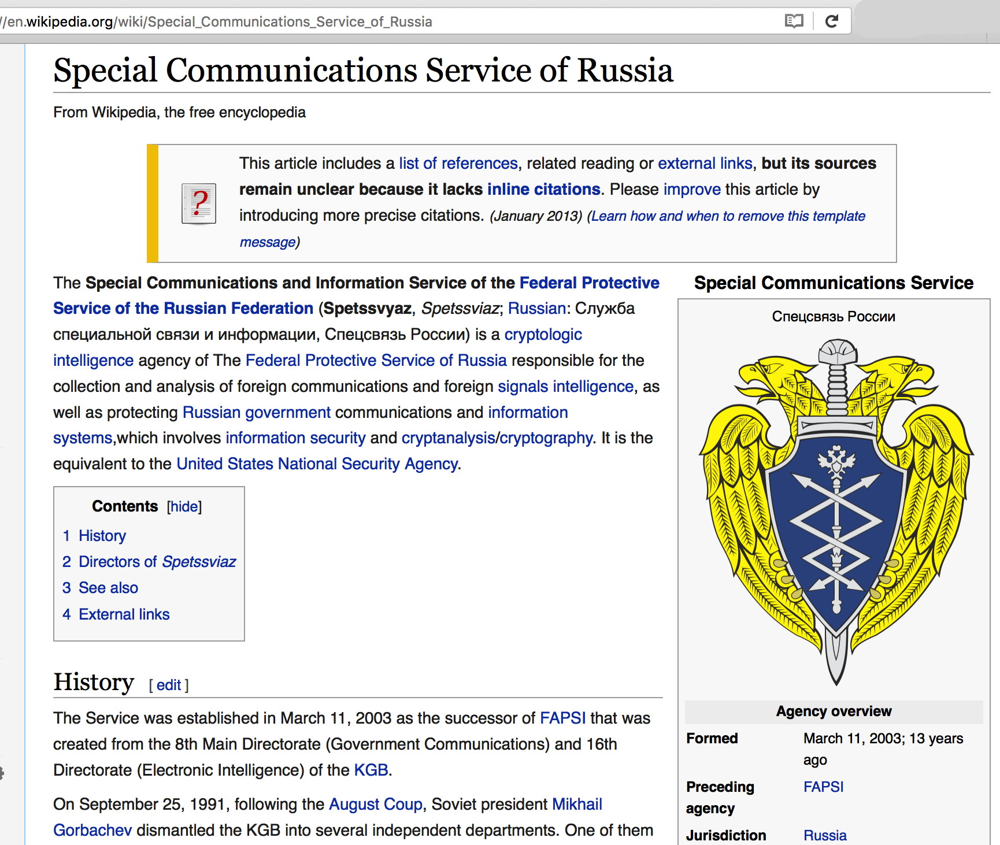 //en.wikipedia.org/wiki/Special_Communications_Service_of_Russia
Special Communications Service of Russia
From Wikipedia, the free encyclopedia
This article includes a list of references, related reading or external links, but its sources
remain unclear because it lacks inline citations. Please improve this article by
introducing more precise citations. (January 2013) (Learn how and when to remove this template
message)
?
The Special Communications and Information Service of the Federal Protective
Service of the Russian Federation (Spetssvyaz, Spetssviaz; Russian: Служба
специальной связи и информации, Спецсвязь России) is a cryptologic
intelligence agency of The Federal Protective Service of Russia responsible for the
collection and analysis of foreign communications and foreign signals intelligence, as
well as protecting Russian government communications and information
systems,which involves information security and cryptanalysis/cryptography. It is the
equivalent to the United States National Security Agency.
Contents [hide]
1 History
2 Directors of Spetssviaz
3 See also
4 External links
History [ edit ]
The Service was established in March 11, 2003 as the successor of FAPSI that was
created from the 8th Main Directorate (Government Communications) and 16th
Directorate (Electronic Intelligence) of the KGB.
On September 25, 1991, following the August Coup, Soviet president Mikhail
Gorbachev dismantled the KGB into several independent departments. One of them
Special Communications Service
Спецсвязь России
Agency overview
Formed March 11, 2003; 13 years
ago
Preceding FAPSI
agency
Jurisdiction Russia